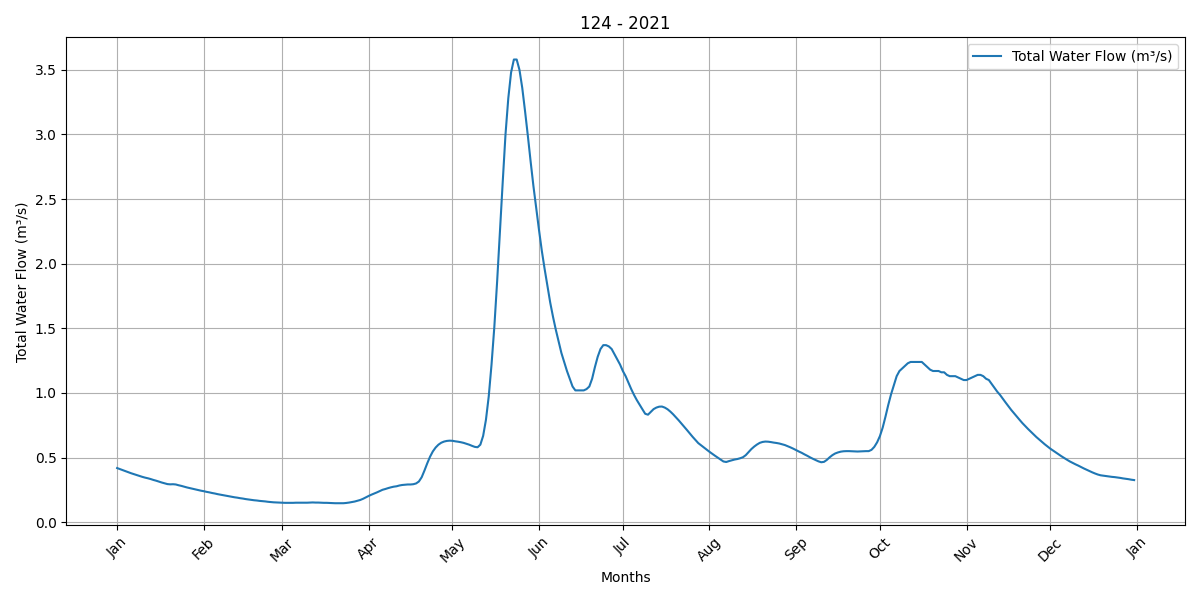 124 - 2021
Total Water Flow (m³/s)
Total Water Flow (m³/s)
3.5
3.0
2.5
2.0
1.5
1.0
0.5
0.0
Jan Feb Mar Apr May Jun Jul Aug Sep Oct Nov Dec Jan
Months